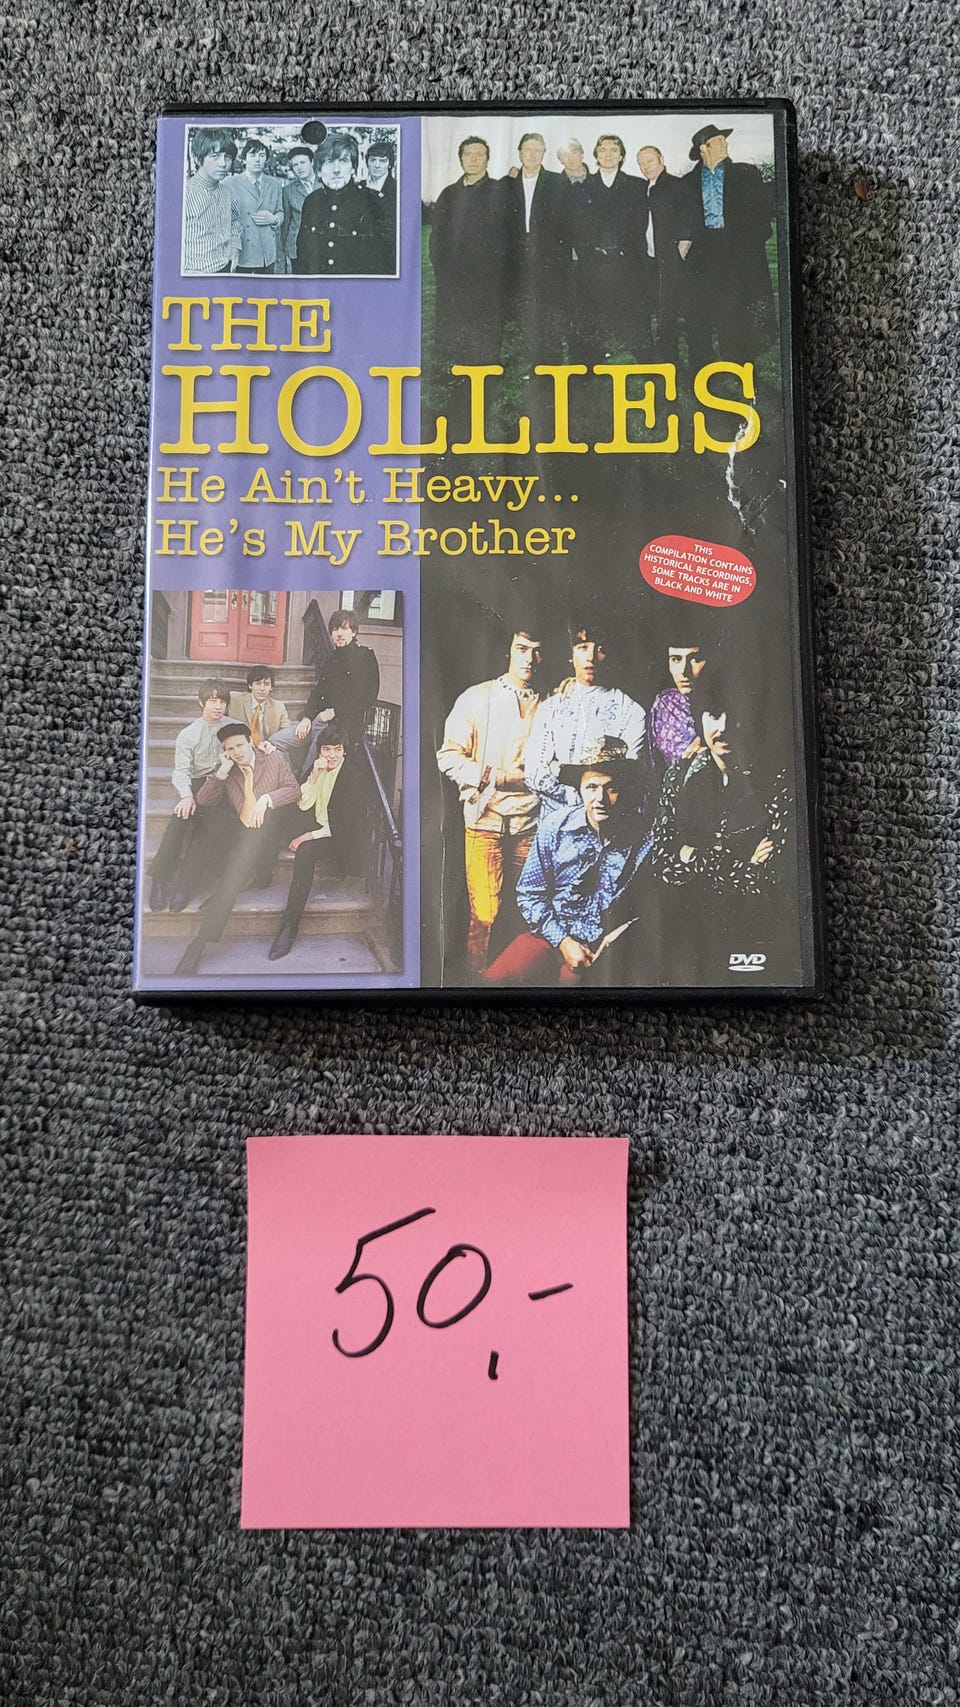 THE
HOLLIES
He Ain't Heavy...
He's My Brother
THIS
COMPILATION CONTAINS
HISTORICAL RECORDINGS,
SOME TRACKS ARE IN
BLACK AND WHITE
DVD
50,-